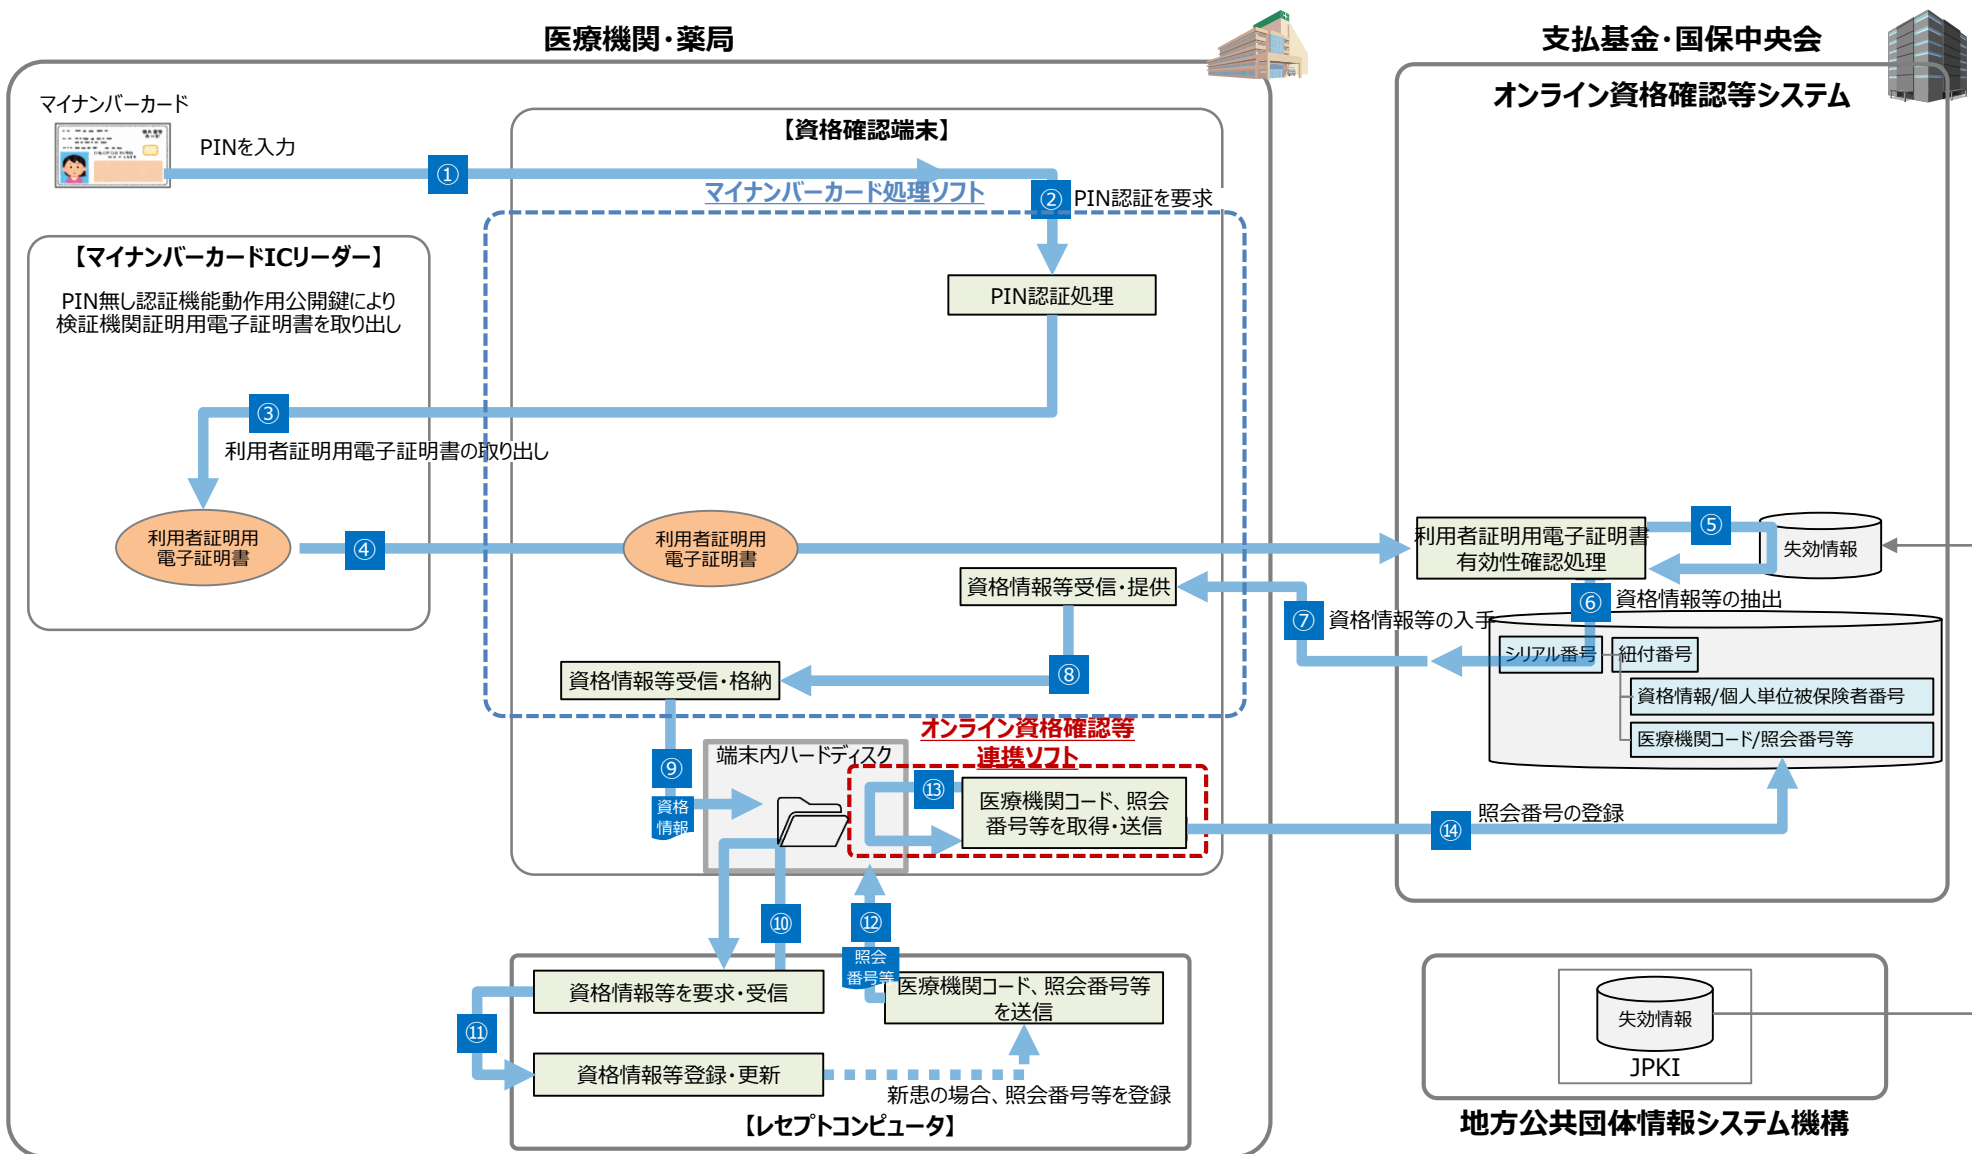 医療機関・薬局
支払基金・国保中央会
オンライン資格確認等システム
マイナンバーカード
PINを入力
①
【資格確認端末】
マイナンバーカード処理ソフト
②
PIN認証を要求
【マイナンバーカードICリーダー】
PIN無し認証機能動作用公開鍵により
検証機関証明用電子証明書を取り出し
PIN認証処理
③
利用者証明用電子証明書の取り出し
利用者証明用
電子証明書
④
利用者証明用
電子証明書
利用者証明用電子証明書
有効性確認処理
⑤
失効情報
資格情報等受信・提供
⑥
資格情報等の抽出
⑦
資格情報等の入手
シリアル番号
紐付番号
資格情報/個人単位被保険者番号
医療機関コード/照会番号等
⑧
資格情報等受信・格納
オンライン資格確認等
連携ソフト
⑨
資格
情報
端末内ハードディスク
⑬
医療機関コード、照会
番号等を取得・送信
⑭
照会番号の登録
⑩
⑫
照会
番号等
資格情報等を要求・受信
医療機関コード、照会番号等
を送信
⑪
資格情報等登録・更新
新患の場合、照会番号等を登録
【レセプトコンピュータ】
失効情報
JPKI
地方公共団体情報システム機構